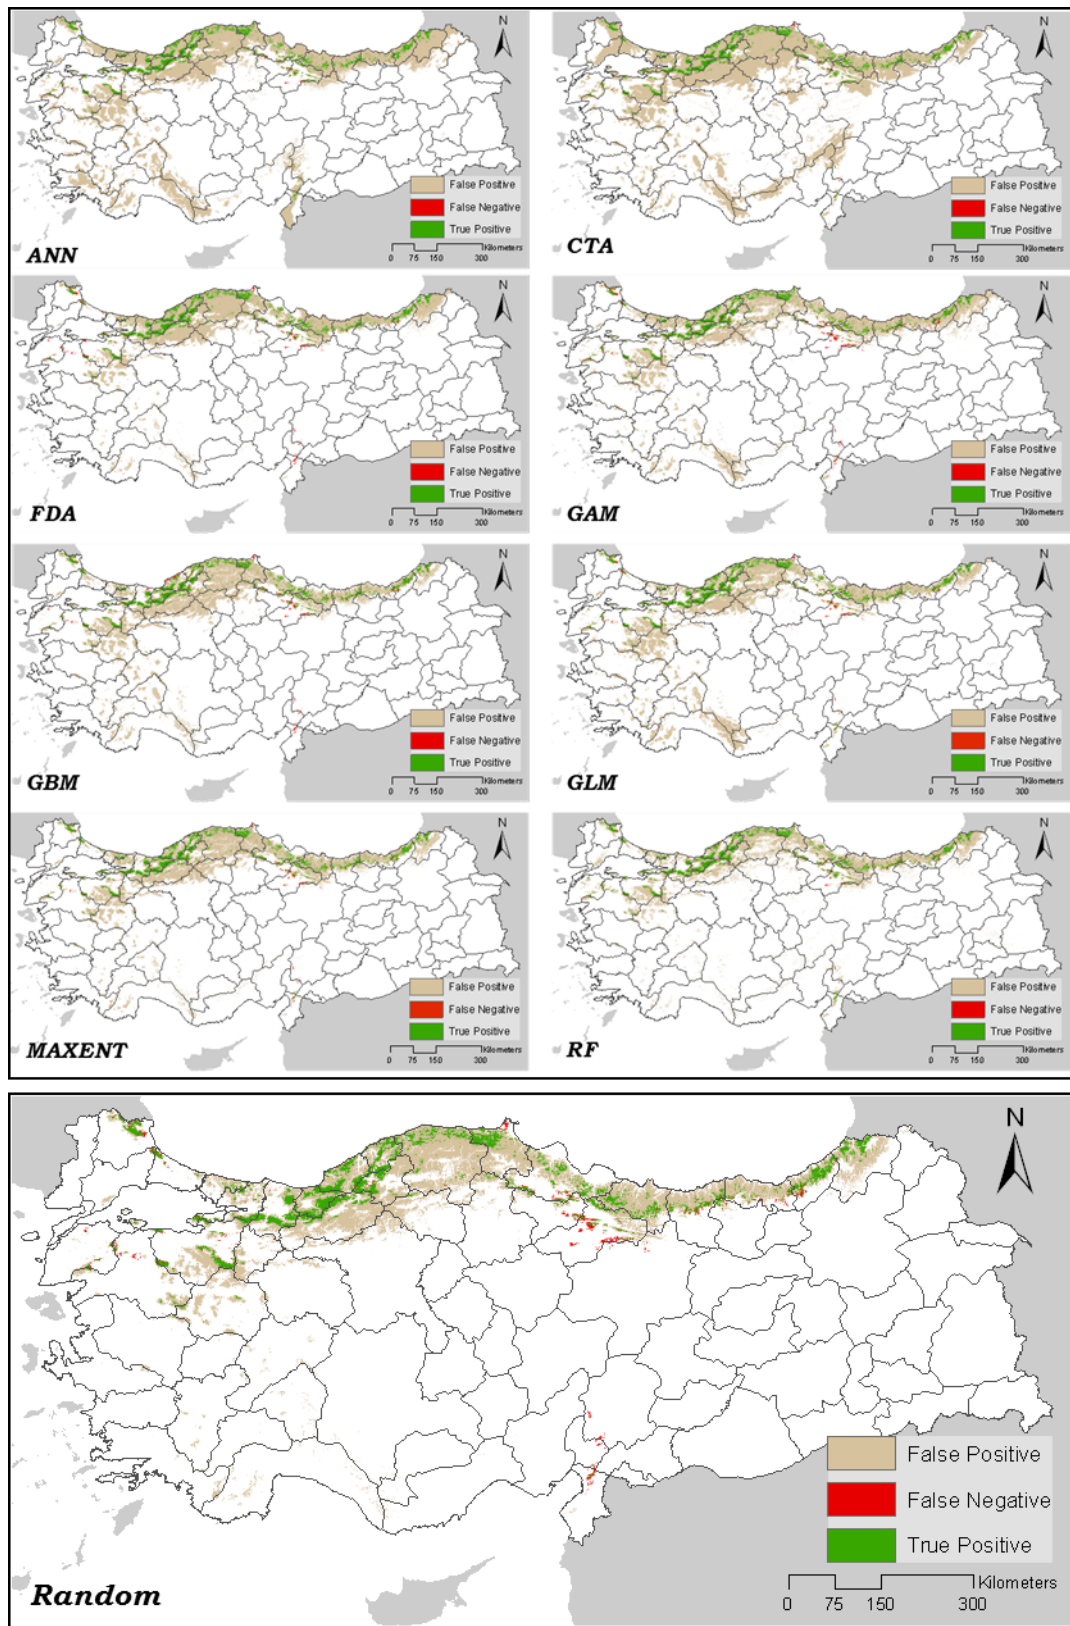 N
False Positive
False Negative
True Positive
Kilometers
0 75 150 300
ANN
N
False Positive
False Negative
True Positive
Kilometers
0 75 150 300
CTA
N
False Positive
False Negative
True Positive
Kilometers
0 75 150 300
FDA
N
False Positive
False Negative
True Positive
Kilometers
0 75 150 300
GAM
N
False Positive
False Negative
True Positive
Kilometers
0 75 150 300
GBM
N
False Positive
False Negative
True Positive
Kilometers
0 75 150 300
GLM
N
False Positive
False Negative
True Positive
Kilometers
0 75 150 300
MAXENT
N
False Positive
False Negative
True Positive
Kilometers
0 75 150 300
RF
N
False Positive
False Negative
True Positive
Kilometers
0 75 150 300
Random